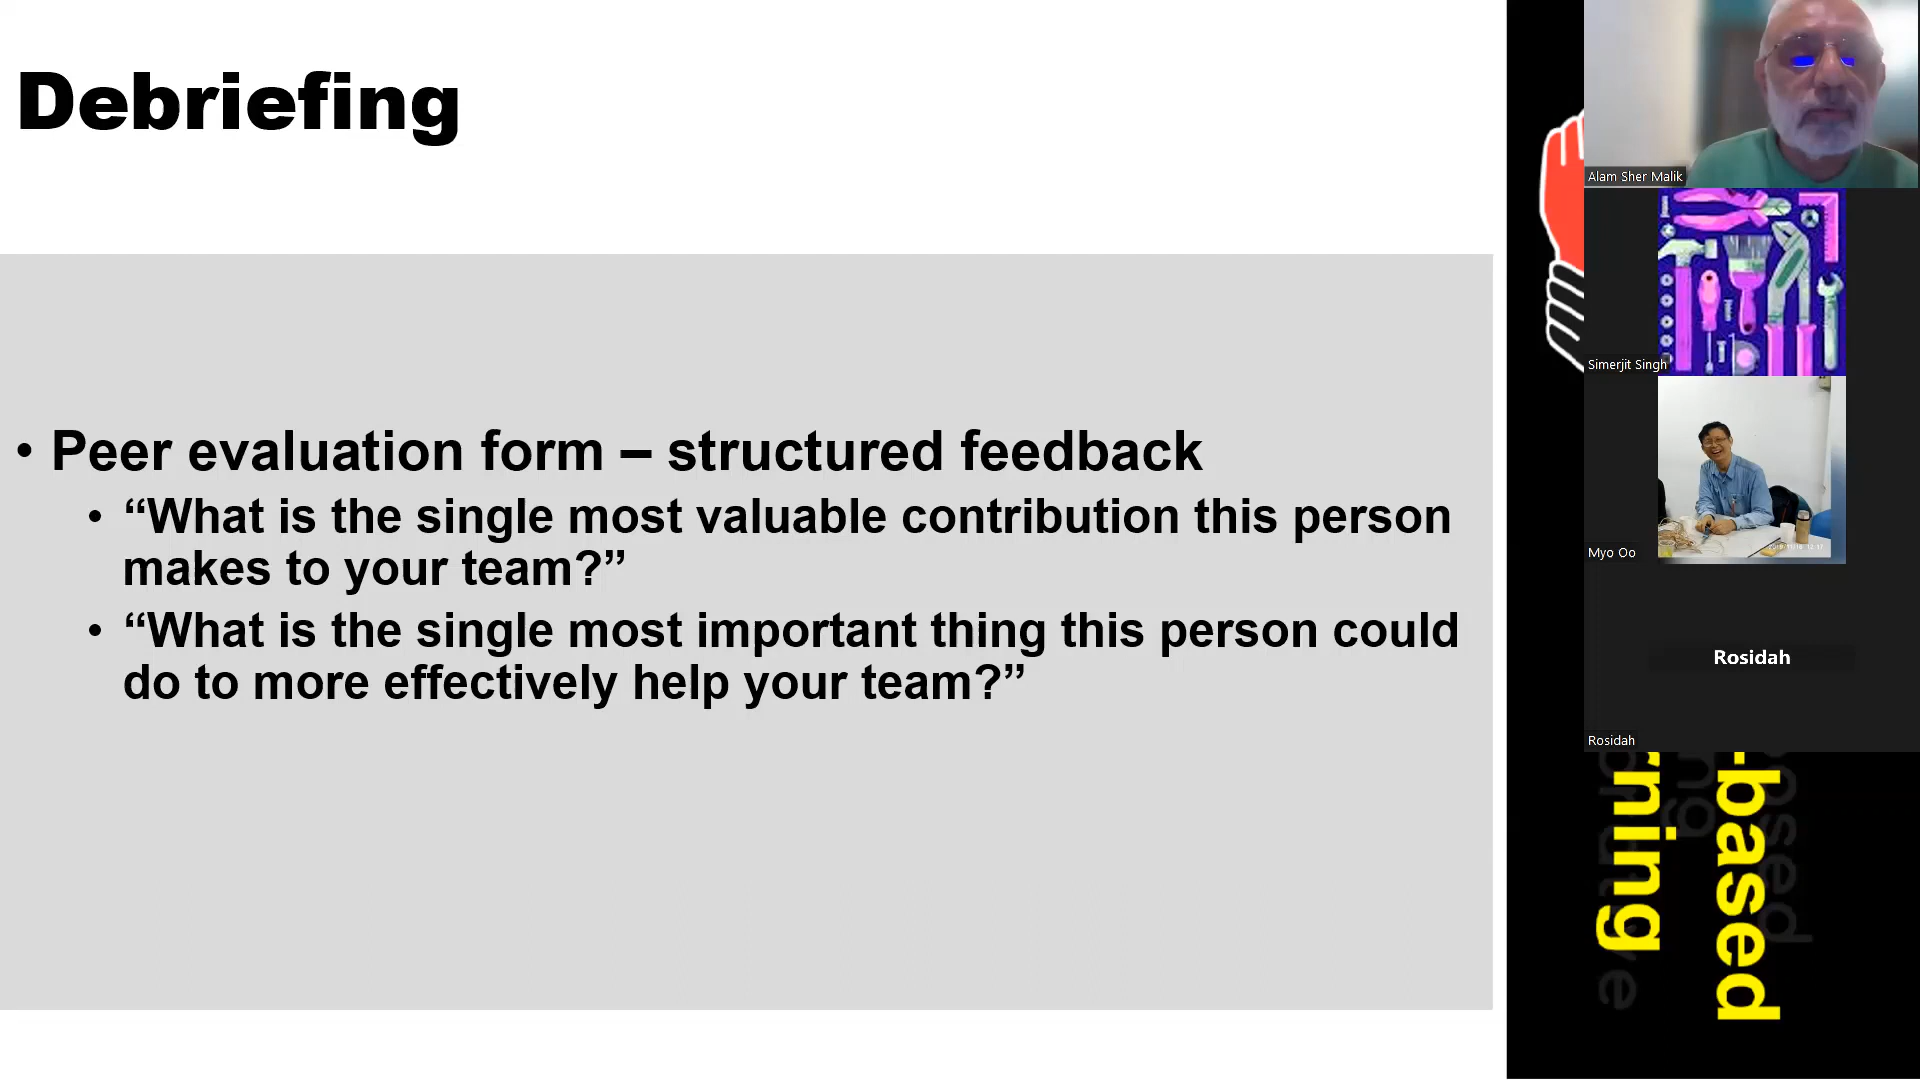 Debriefing
• Peer evaluation form – structured feedback
• “What is the single most valuable contribution this person
makes to your team?”
• “What is the single most important thing this person could
do to more effectively help your team?”
Alam Sher Malik
Simerjit Singh
Myo Oo
Rosidah
Rosidah
-based
rning